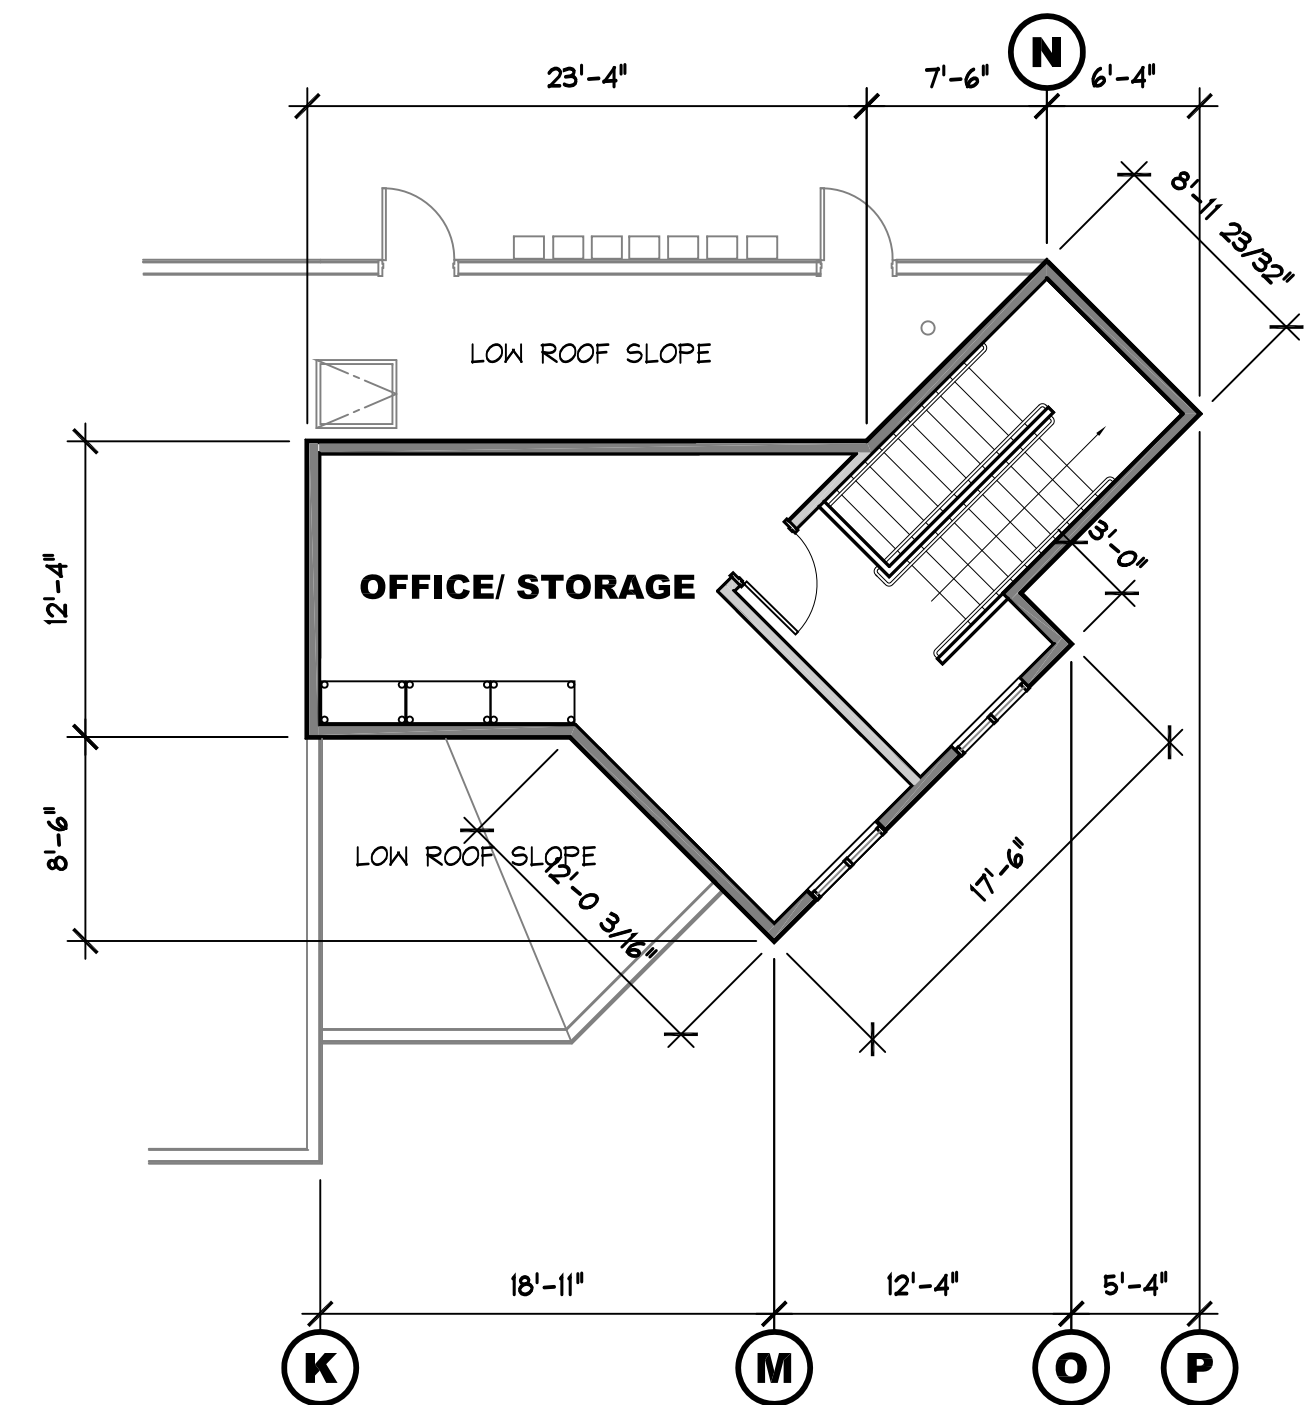 N
23'-4"
7'-6"
6'-4"
8'-11 23/32"
LOW ROOF SLOPE
12'-4"
OFFICE/ STORAGE
3'-0"
8'-6"
LOW ROOF SLOPE
12'-0 3/16"
17'-6"
18'-11"
12'-4"
5'-4"
K
M
O
P